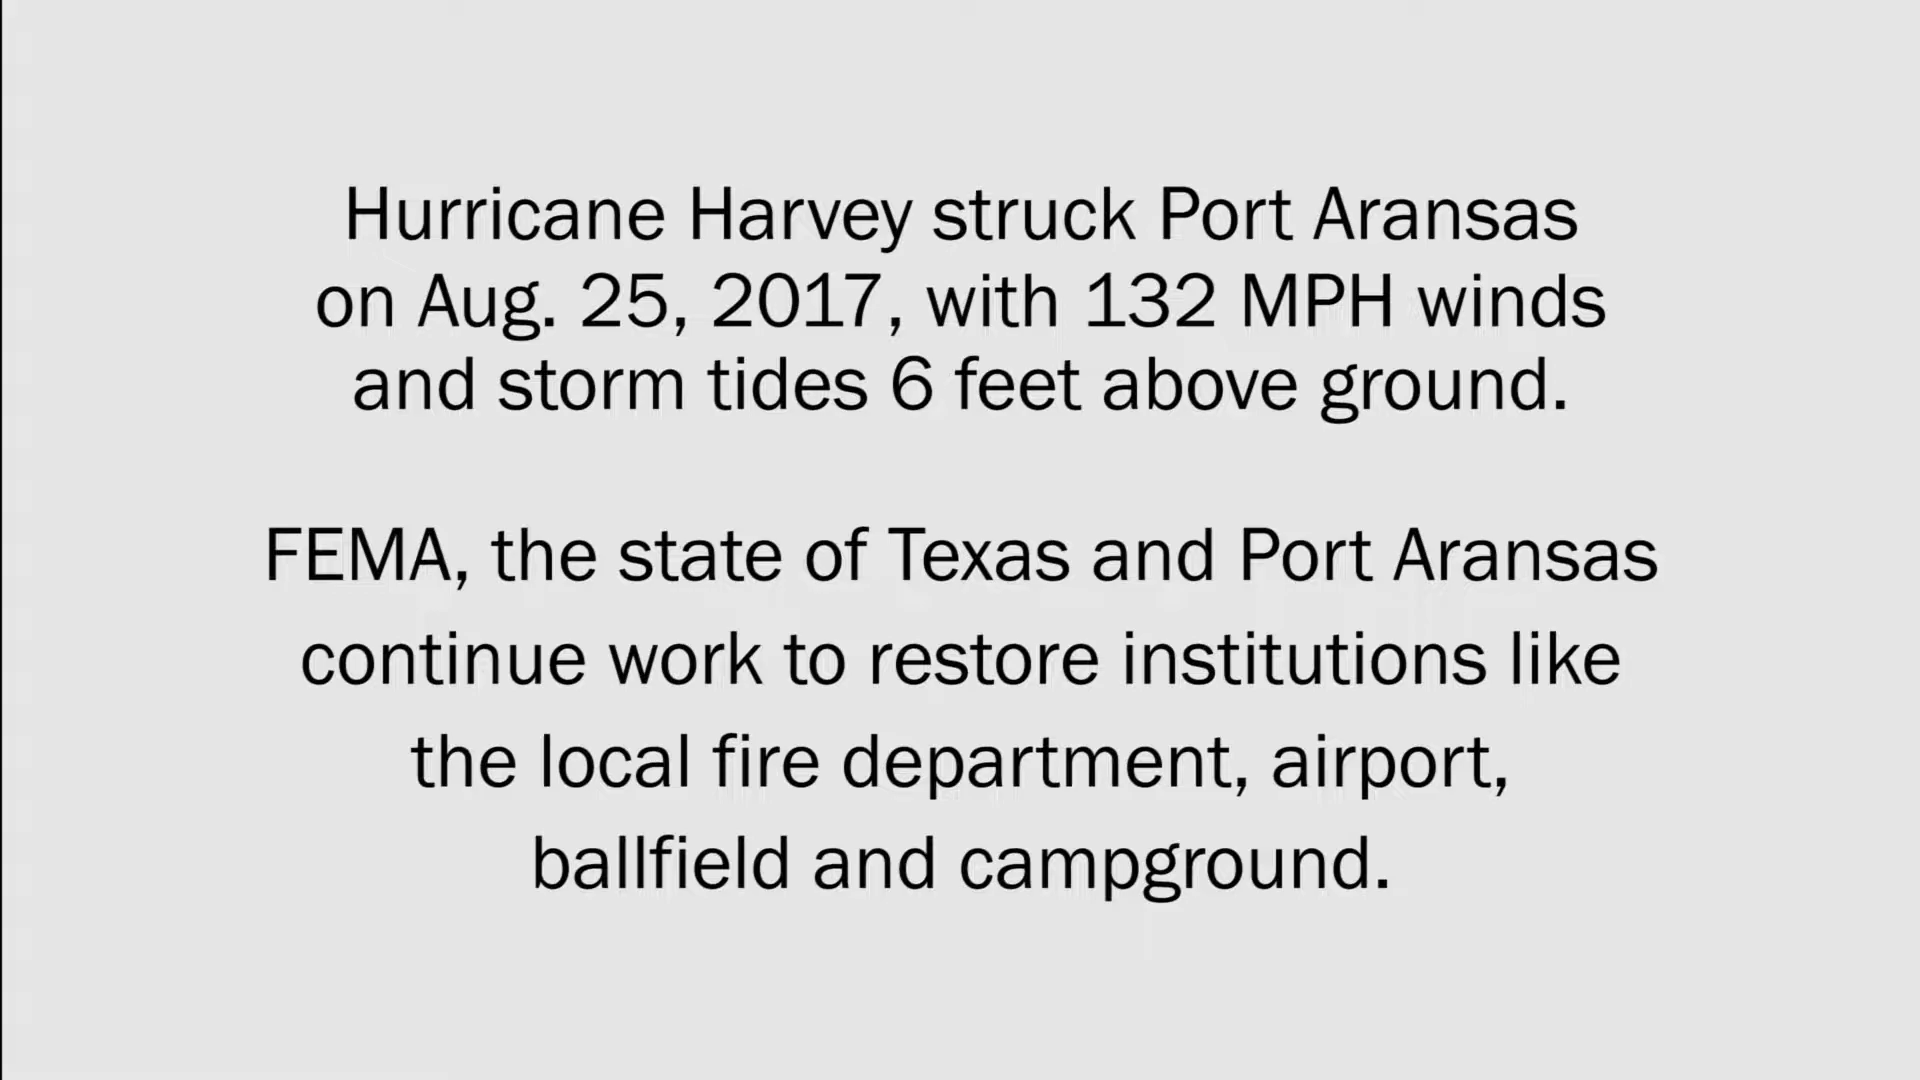 Hurricane Harvey struck Port Aransas
on Aug. 25, 2017, with 132 MPH winds
and storm tides 6 feet above ground.
FEMA, the state of Texas and Port Aransas
continue work to restore institutions like
the local fire department, airport,
ballfield and campground.